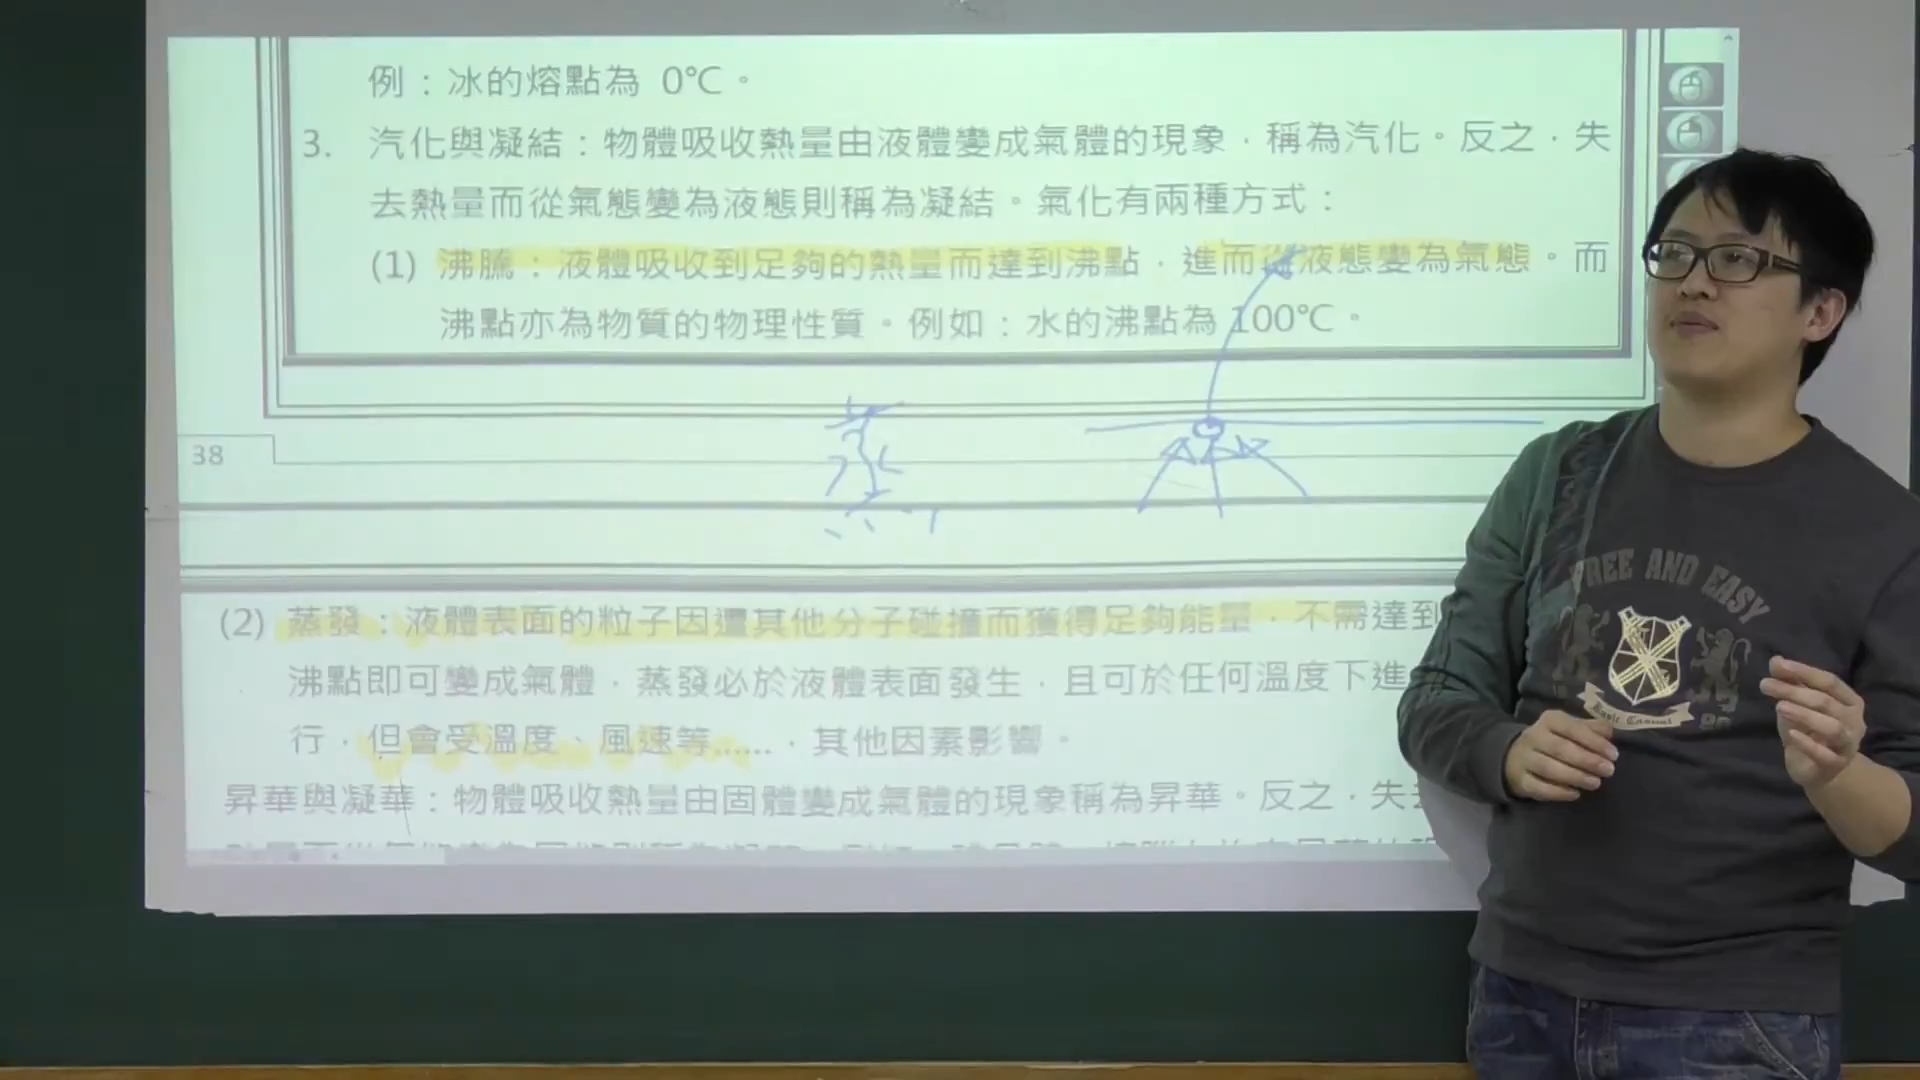 例：冰的熔點為 0℃。
3. 汽化與凝結：物體吸收熱量由液體變成氣體的現象，稱為汽化。反之，失
去熱量而從氣態變為液態則稱為凝結。氣化有兩種方式：
(1) 沸騰：液體吸收到足夠的熱量而達到沸點，進而從液態變為氣態。而
沸點亦為物質的物理性質。例如：水的沸點為 100℃。
38
(2) 蒸發：液體表面的粒子因遭其他分子碰撞而獲得足夠能量，不需達到
沸點即可變成氣體，蒸發必於液體表面發生，且可於任何溫度下進
行，但會受溫度、風速等……，其他因素影響。
昇華與凝華：物體吸收熱量由固體變成氣體的現象稱為昇華。反之，失
FREE AND EASY